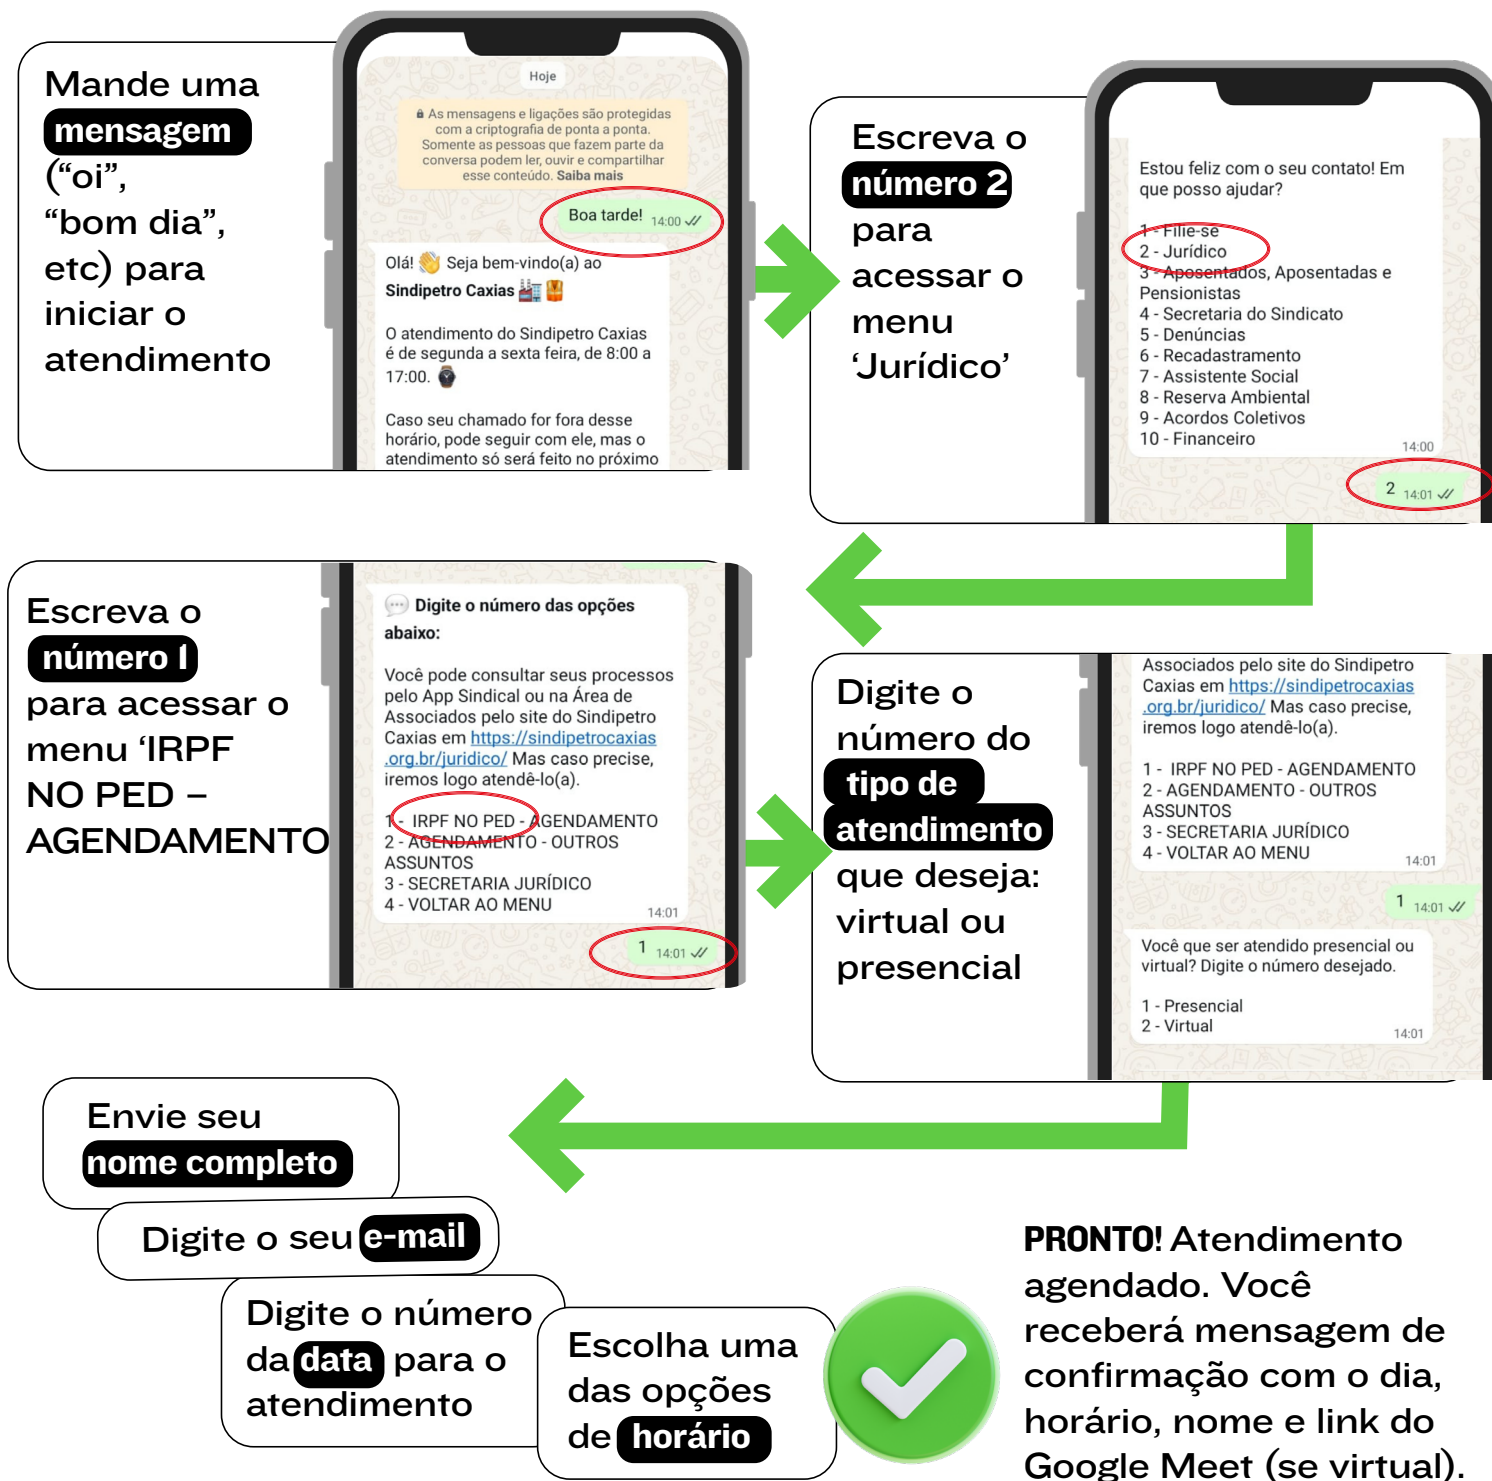 Mande uma
mensagem
(“oi”,
“bom dia”,
etc) para
iniciar o
atendimento
Hoje
As mensagens e ligações são protegidas
com a criptografia de ponta a ponta.
Somente as pessoas que fazem parte da
conversa podem ler, ouvir e compartilhar
esse conteúdo. Saiba mais
Boa tarde! 14:00
Olá! 👋 Seja bem-vindo(a) ao
Sindipetro Caxias 🏭 🦺
O atendimento do Sindipetro Caxias
é de segunda a sexta feira, de 8:00 a
17:00. ⌚
Caso seu chamado for fora desse
horário, pode seguir com ele, mas o
atendimento só será feito no próximo
Escreva o
número 2
para
acessar o
menu
‘Jurídico’
Estou feliz com o seu contato! Em
que posso ajudar?
1 - Filie-se
2 - Jurídico
3 - Aposentados, Aposentadas e
Pensionistas
4 - Secretaria do Sindicato
5 - Denúncias
6 - Recadastramento
7 - Assistente Social
8 - Reserva Ambiental
9 - Acordos Coletivos
10 - Financeiro
14:00
2 14:01
Escreva o
número 1
para acessar o
menu ‘IRPF
NO PED –
AGENDAMENTO
💬 Digite o número das opções
abaixo:
Você pode consultar seus processos
pelo App Sindical ou na Área de
Associados pelo site do Sindipetro
Caxias em https://sindipetrocaxias
.org.br/juridico/ Mas caso precise,
iremos logo atendê-lo(a).
1 - IRPF NO PED - AGENDAMENTO
2 - AGENDAMENTO - OUTROS
ASSUNTOS
3 - SECRETARIA JURÍDICO
4 - VOLTAR AO MENU
14:01
1 14:01
Digite o
número do
tipo de
atendimento
que deseja:
virtual ou
presencial
Associados pelo site do Sindipetro
Caxias em https://sindipetrocaxias
.org.br/juridico/ Mas caso precise,
iremos logo atendê-lo(a).
1 - IRPF NO PED - AGENDAMENTO
2 - AGENDAMENTO - OUTROS
ASSUNTOS
3 - SECRETARIA JURÍDICO
4 - VOLTAR AO MENU
14:01
1 14:01
Você que ser atendido presencial ou
virtual? Digite o número desejado.
1 - Presencial
2 - Virtual
14:01
Envie seu
nome completo
Digite o seu e-mail
Digite o número
da data para o
atendimento
Escolha uma
das opções
de horário
PRONTO! Atendimento
agendado. Você
receberá mensagem de
confirmação com o dia,
horário, nome e link do
Google Meet (se virtual).